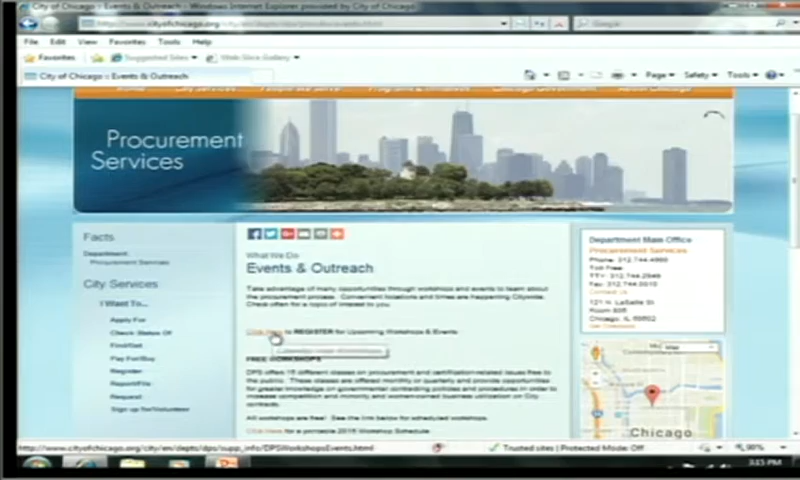 City of Chicago :: Events & Outreach - Windows Internet Explorer provided by City of Chicago
File Edit View Favorites Tools Help
Favorites Suggested Sites Web Slice Gallery
City of Chicago :: Events & Outreach
Page Safety Tools
Procurement
Services
Facts
Department:
Procurement Services
City Services
I Want To...
Apply For
Check Status Of
Find/Get
Pay For/Buy
Register
Report/File
Request
Sign up for/Volunteer
What We Do
Events & Outreach
Take advantage of many opportunities through workshops and events to learn about
the procurement process. Convenient locations and times are happening Citywide.
Check often for a topic of interest to you.
Click here to REGISTER for Upcoming Workshops & Events
FREE WORKSHOPS
DPS offers 15 different classes on procurement and certification-related issues free to
the public. These classes are offered monthly or quarterly and provide opportunities
for greater knowledge on government contracting policies and procedures in order to
increase competition and minority and women-owned business utilization on City
contracts.
All workshops are free! See the link below for scheduled workshops.
Click here for a printable 2015 Workshop Schedule
Department Main Office
Procurement Services
Phone: 312.744.4900
Toll Free:
TTY: 312.744.2949
Fax: 312.744.0010
Contact Us
121 N. LaSalle St.
Room 806
Chicago, IL 60602
Map
Chicago
http://www.cityofchicago.org/city/en/depts/dps/supp_info/DPSWorkshopsEvents.html
Trusted sites | Protected Mode: Off
90%
3:15 PM